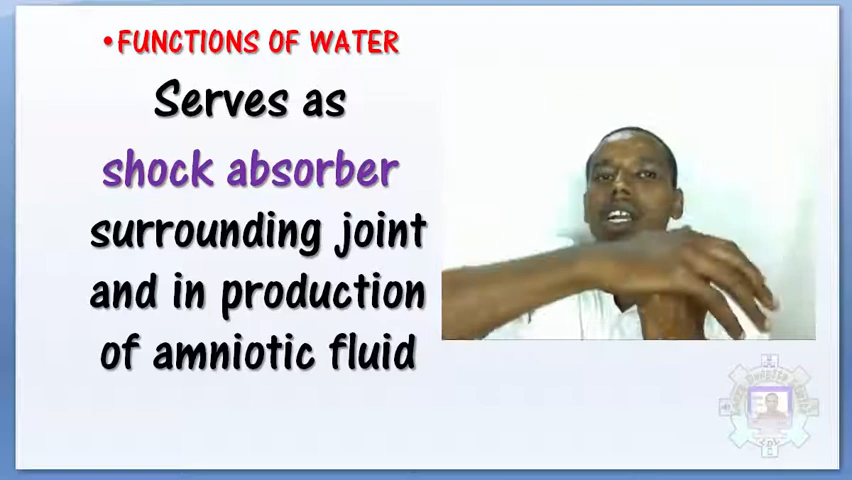 •FUNCTIONS OF WATER
Serves as
shock absorber
surrounding joint
and in production
of amniotic fluid